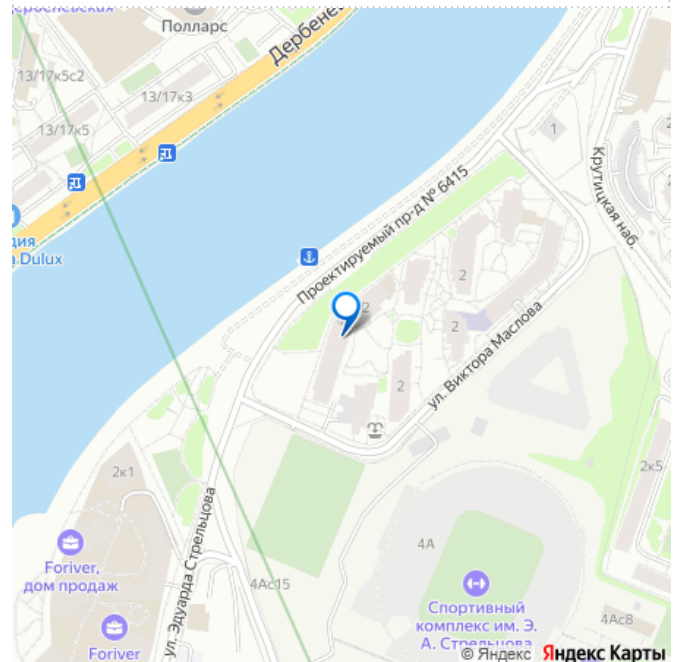 Полларс
Дербене
13/17к5с2
13/17к3
13/17к5
дия
Dulux
1
Крутицкая наб.
Проектируемый пр-д № 6415
2
2
2
2
ул. Виктора Маслова
2к5
2к1
ул. Эдуарда Стрельцова
Foriver,
дом продаж
4А
4Ас15
Спортивный
комплекс им. Э.
А. Стрельцова
4Ас8
Foriver
© Яндекс Яндекс Карты